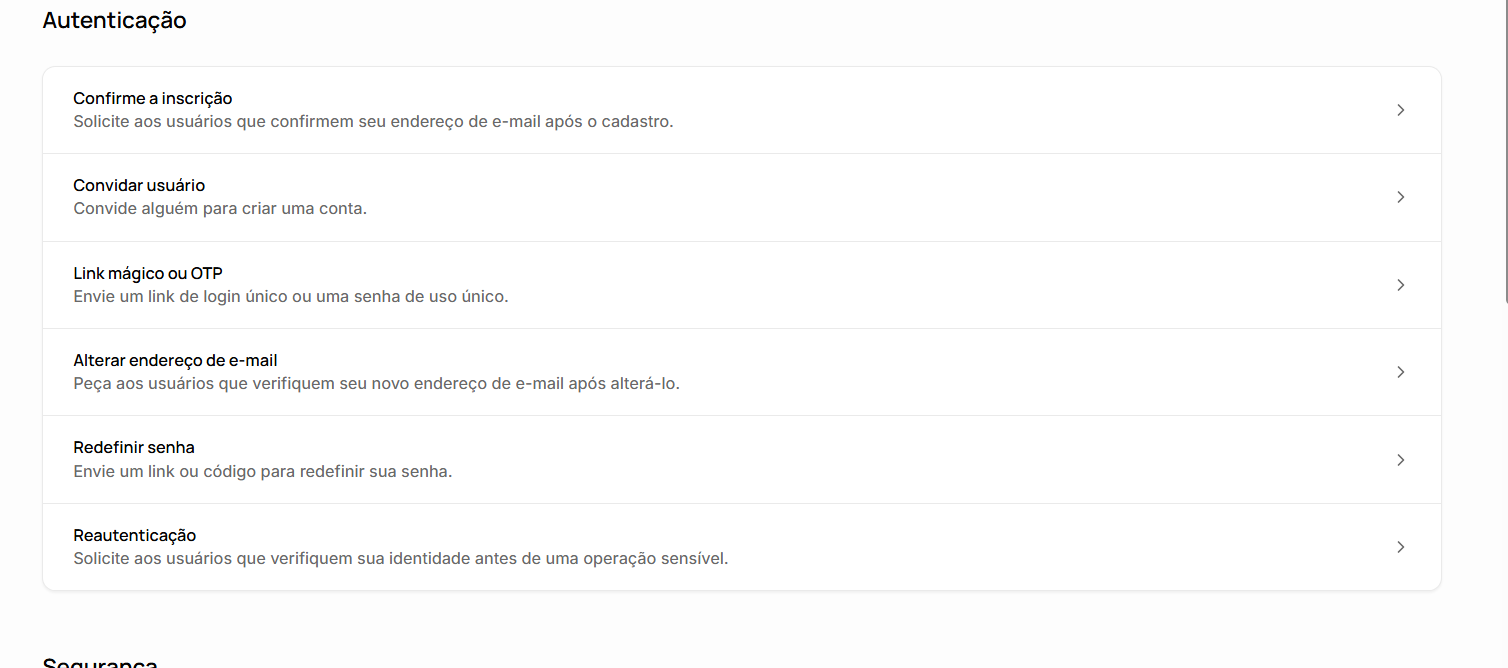 Autenticação
Confirme a inscrição
Solicite aos usuários que confirmem seu endereço de e-mail após o cadastro.
Convidar usuário
Convide alguém para criar uma conta.
Link mágico ou OTP
Envie um link de login único ou uma senha de uso único.
Alterar endereço de e-mail
Peça aos usuários que verifiquem seu novo endereço de e-mail após alterá-lo.
Redefinir senha
Envie um link ou código para redefinir sua senha.
Reautenticação
Solicite aos usuários que verifiquem sua identidade antes de uma operação sensível.
Segurança